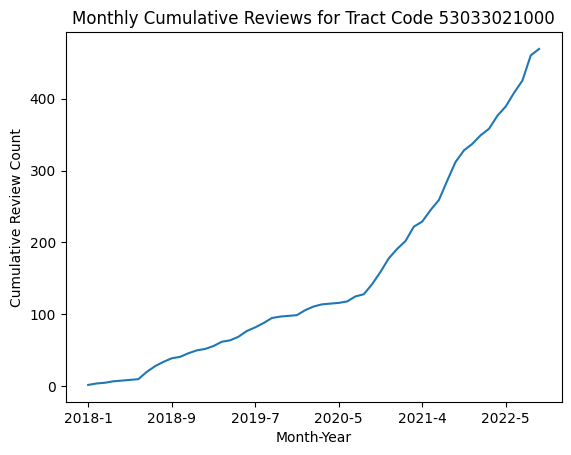 Monthly Cumulative Reviews for Tract Code 53033021000
Cumulative Review Count
400
300
200
100
0
2018-1 2018-9 2019-7 2020-5 2021-4 2022-5
Month-Year